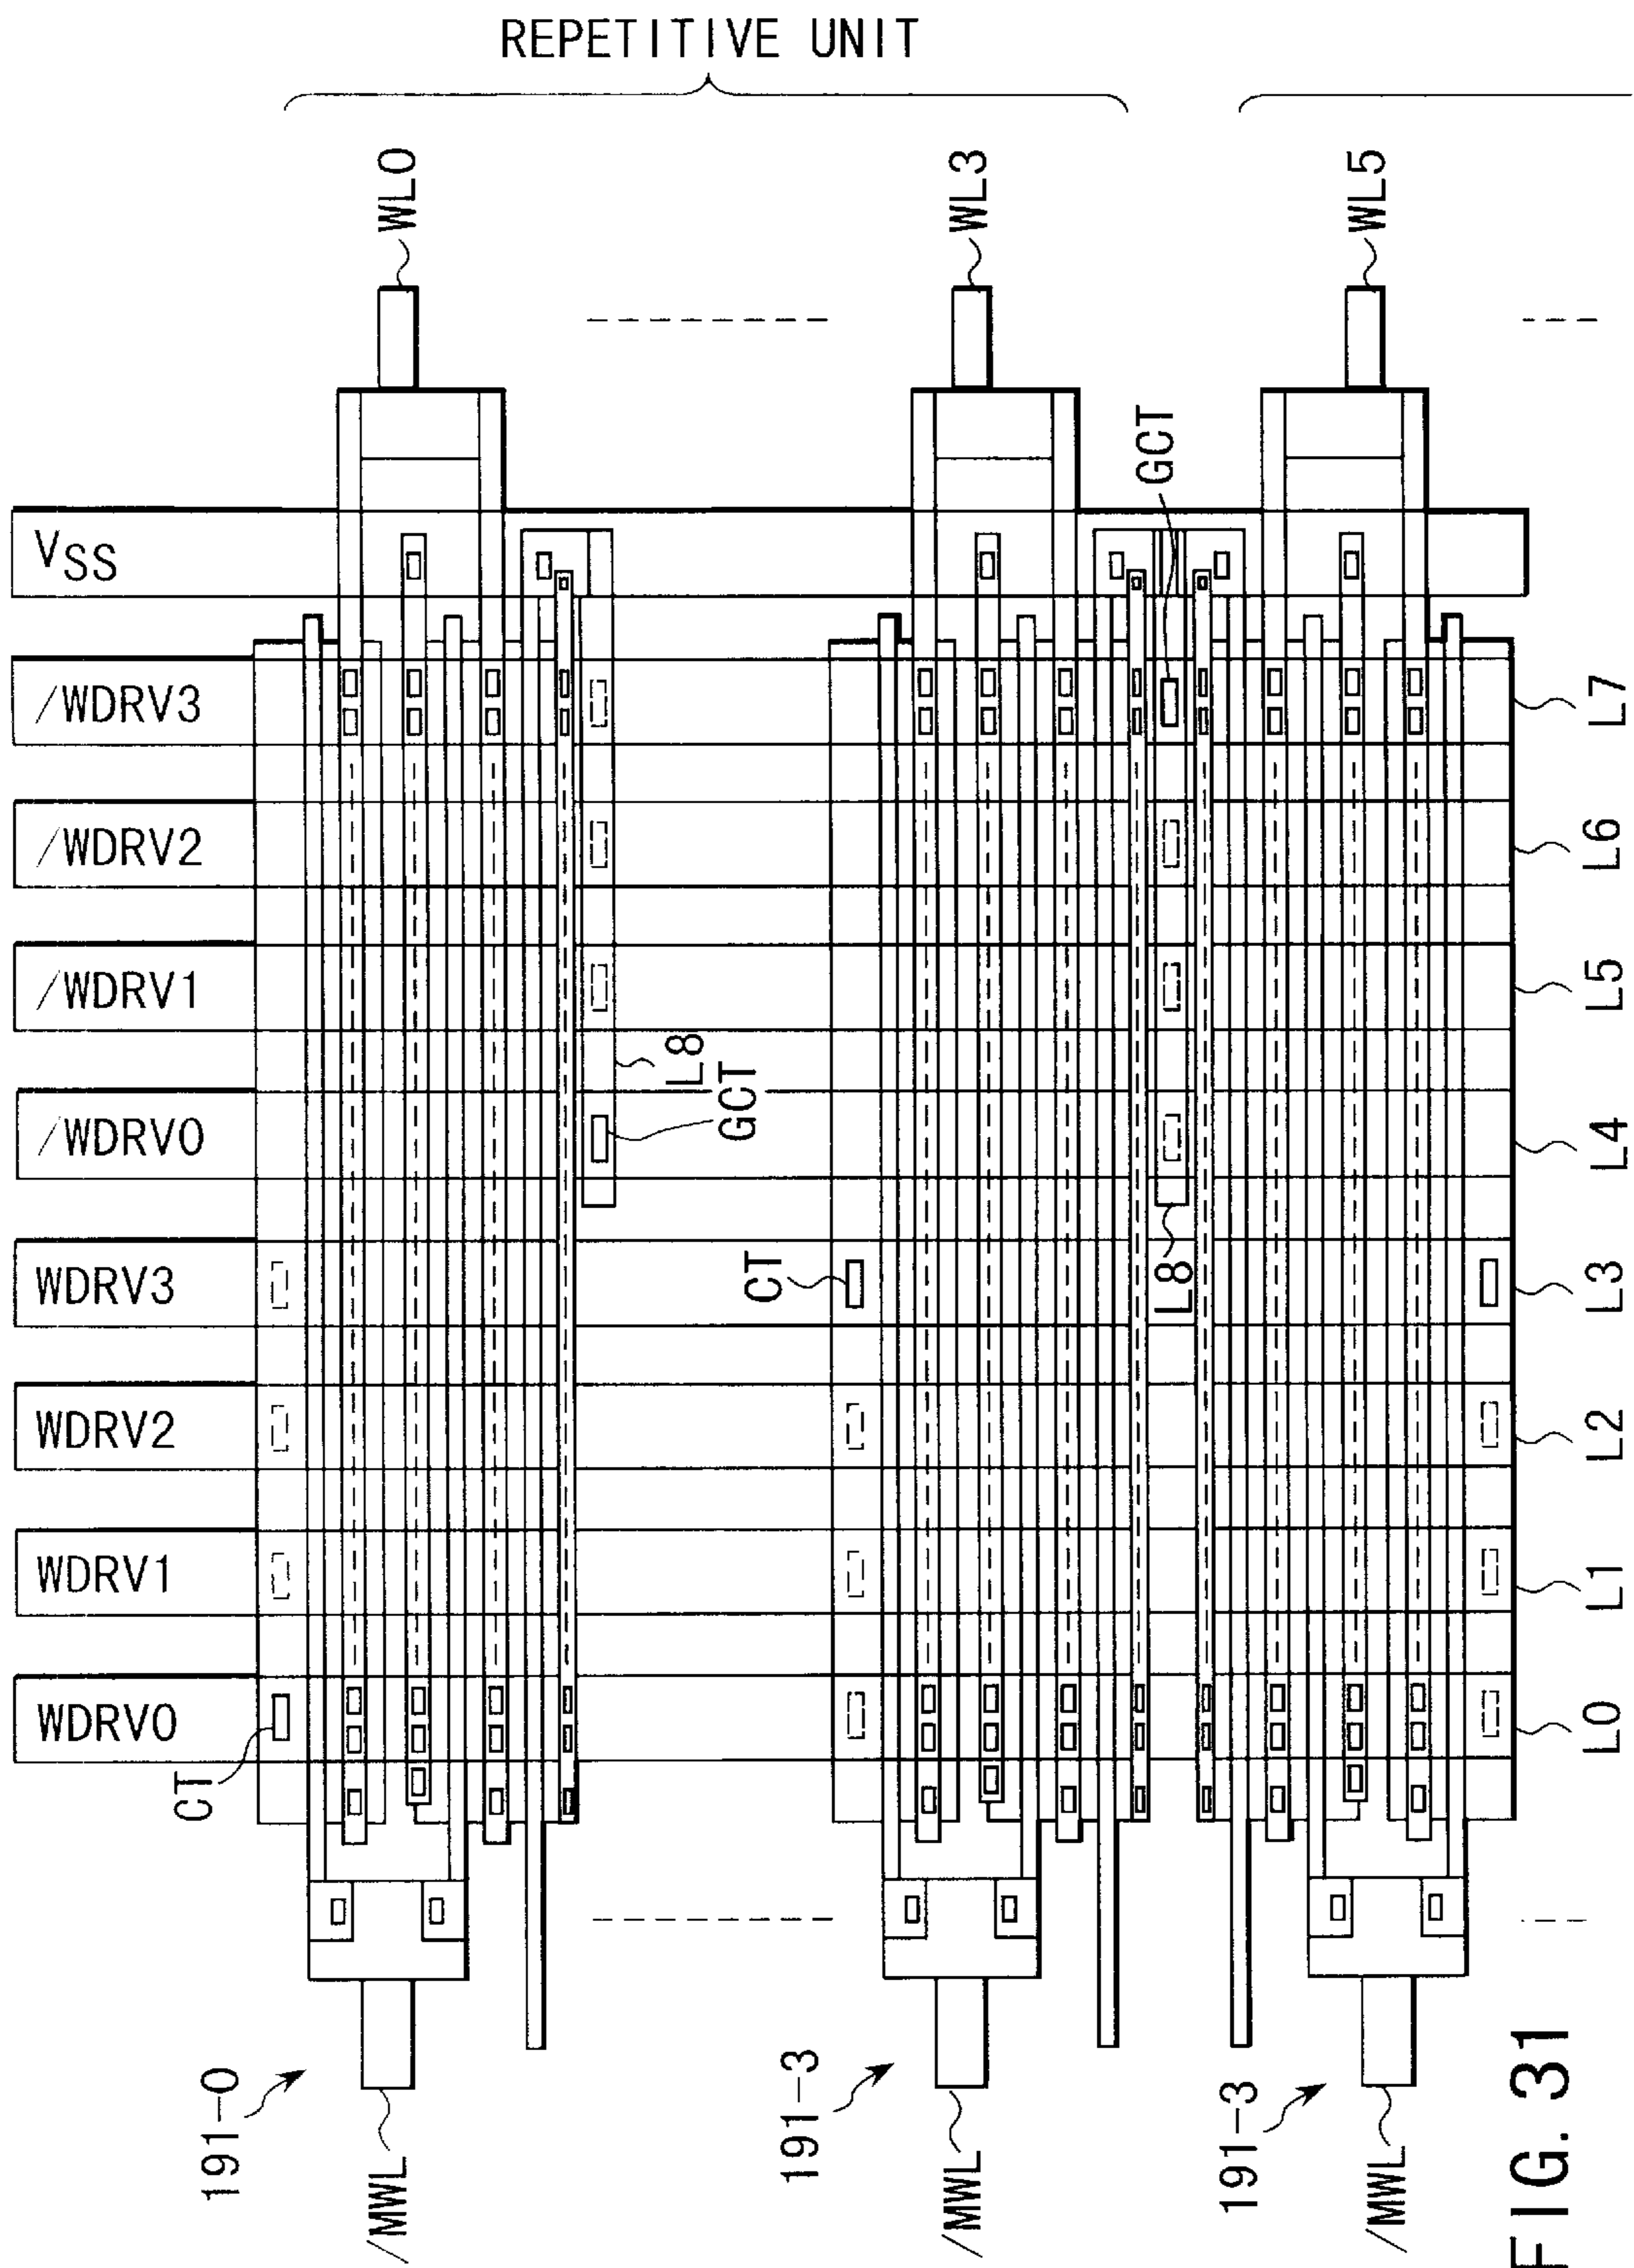 REPETITIVE UNIT
WL0
WL3
WL5
VSS
GCT
/WDRV3
L7
/WDRV2
L6
/WDRV1
L5
L8
GCT
/WDRV0
L4
WDRV3
CT
L8
L3
WDRV2
L2
WDRV1
L1
WDRV0
L0
CT
191-0
191-3
191-3
/MWL
/MWL
/MWL
FIG. 31